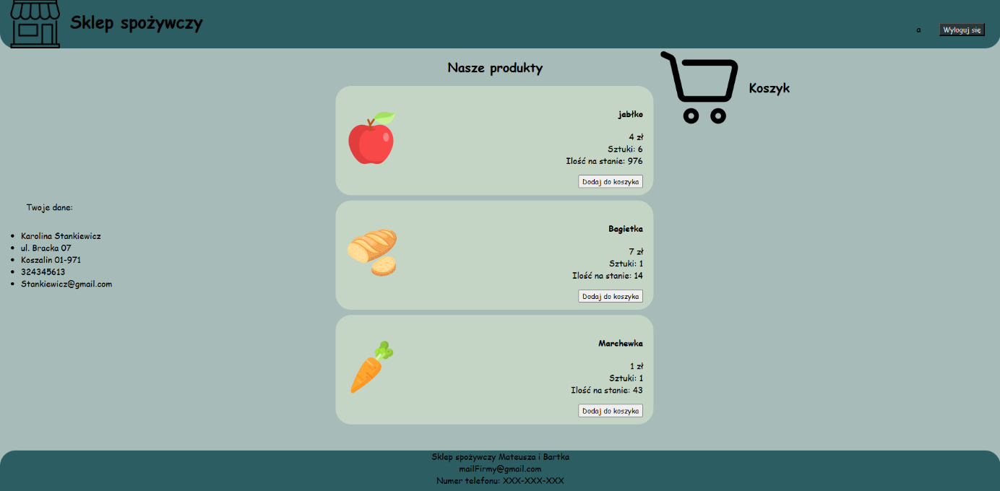 Sklep spożywczy
a
Wyloguj się
Twoje dane:
Karolina Stankiewicz
ul. Bracka 07
Koszalin 01-971
324345613
Stankiewicz@gmail.com
Nasze produkty
jabłko
4 zł
Sztuki: 6
Ilość na stanie: 976
Dodaj do koszyka
Bagietka
7 zł
Sztuki: 1
Ilość na stanie: 14
Dodaj do koszyka
Marchewka
1 zł
Sztuki: 1
Ilość na stanie: 43
Dodaj do koszyka
Koszyk
Sklep spożywczy Mateusza i Bartka
mailFirmy@gmail.com
Numer telefonu: XXX-XXX-XXX